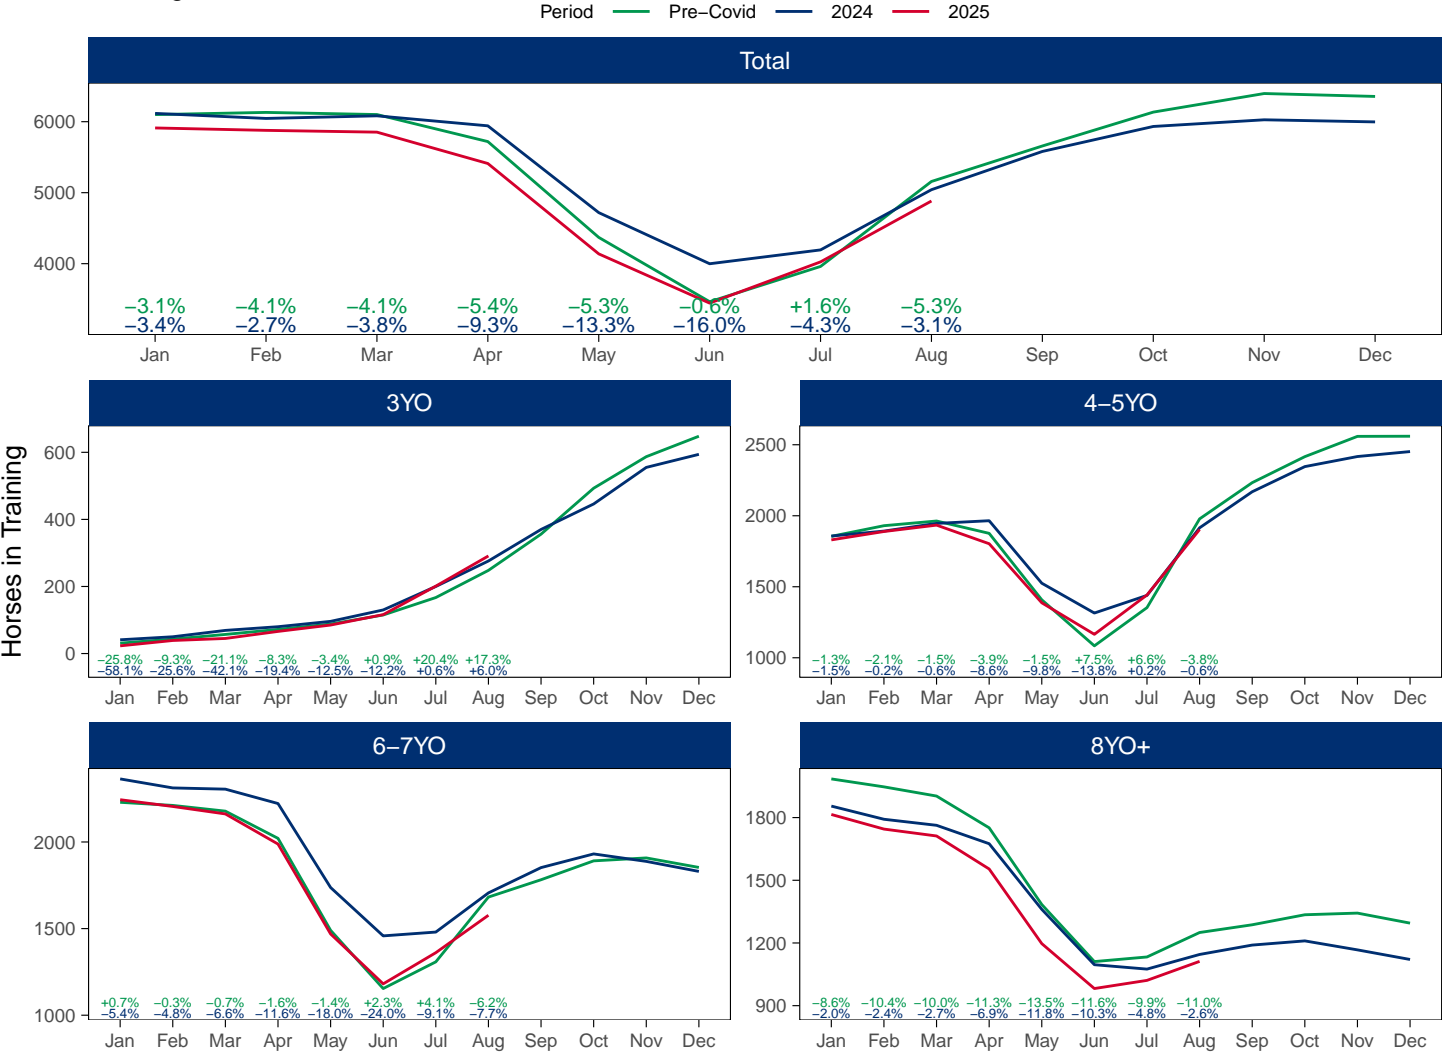 Period Pre−Covid 2024 2025
Total
6000
5000
4000
−3.1% −4.1% −4.1% −5.4% −5.3% −0.6% +1.6% −5.3%
−3.4% −2.7% −3.8% −9.3% −13.3% −16.0% −4.3% −3.1%
Jan Feb Mar Apr May Jun Jul Aug Sep Oct Nov Dec
Horses in Training
3YO
600
400
200
0
−25.8% −9.3% −21.1% −8.3% −3.4% +0.9% +20.4% +17.3%
−58.1% −25.6% −42.1% −19.4% −12.5% −12.2% +0.6% +6.0%
Jan Feb Mar Apr May Jun Jul Aug Sep Oct Nov Dec
4−5YO
2500
2000
1500
1000
−1.3% −2.1% −1.5% −3.9% −1.5% +7.5% +6.6% −3.8%
−1.5% −0.2% −0.6% −8.6% −9.8% −13.8% +0.2% −0.6%
Jan Feb Mar Apr May Jun Jul Aug Sep Oct Nov Dec
6−7YO
2000
1500
1000
+0.7% −0.3% −0.7% −1.6% −1.4% +2.3% +4.1% −6.2%
−5.4% −4.8% −6.6% −11.6% −18.0% −24.0% −9.1% −7.7%
Jan Feb Mar Apr May Jun Jul Aug Sep Oct Nov Dec
8YO+
1800
1500
1200
900
−8.6% −10.4% −10.0% −11.3% −13.5% −11.6% −9.9% −11.0%
−2.0% −2.4% −2.7% −6.9% −11.8% −10.3% −4.8% −2.6%
Jan Feb Mar Apr May Jun Jul Aug Sep Oct Nov Dec